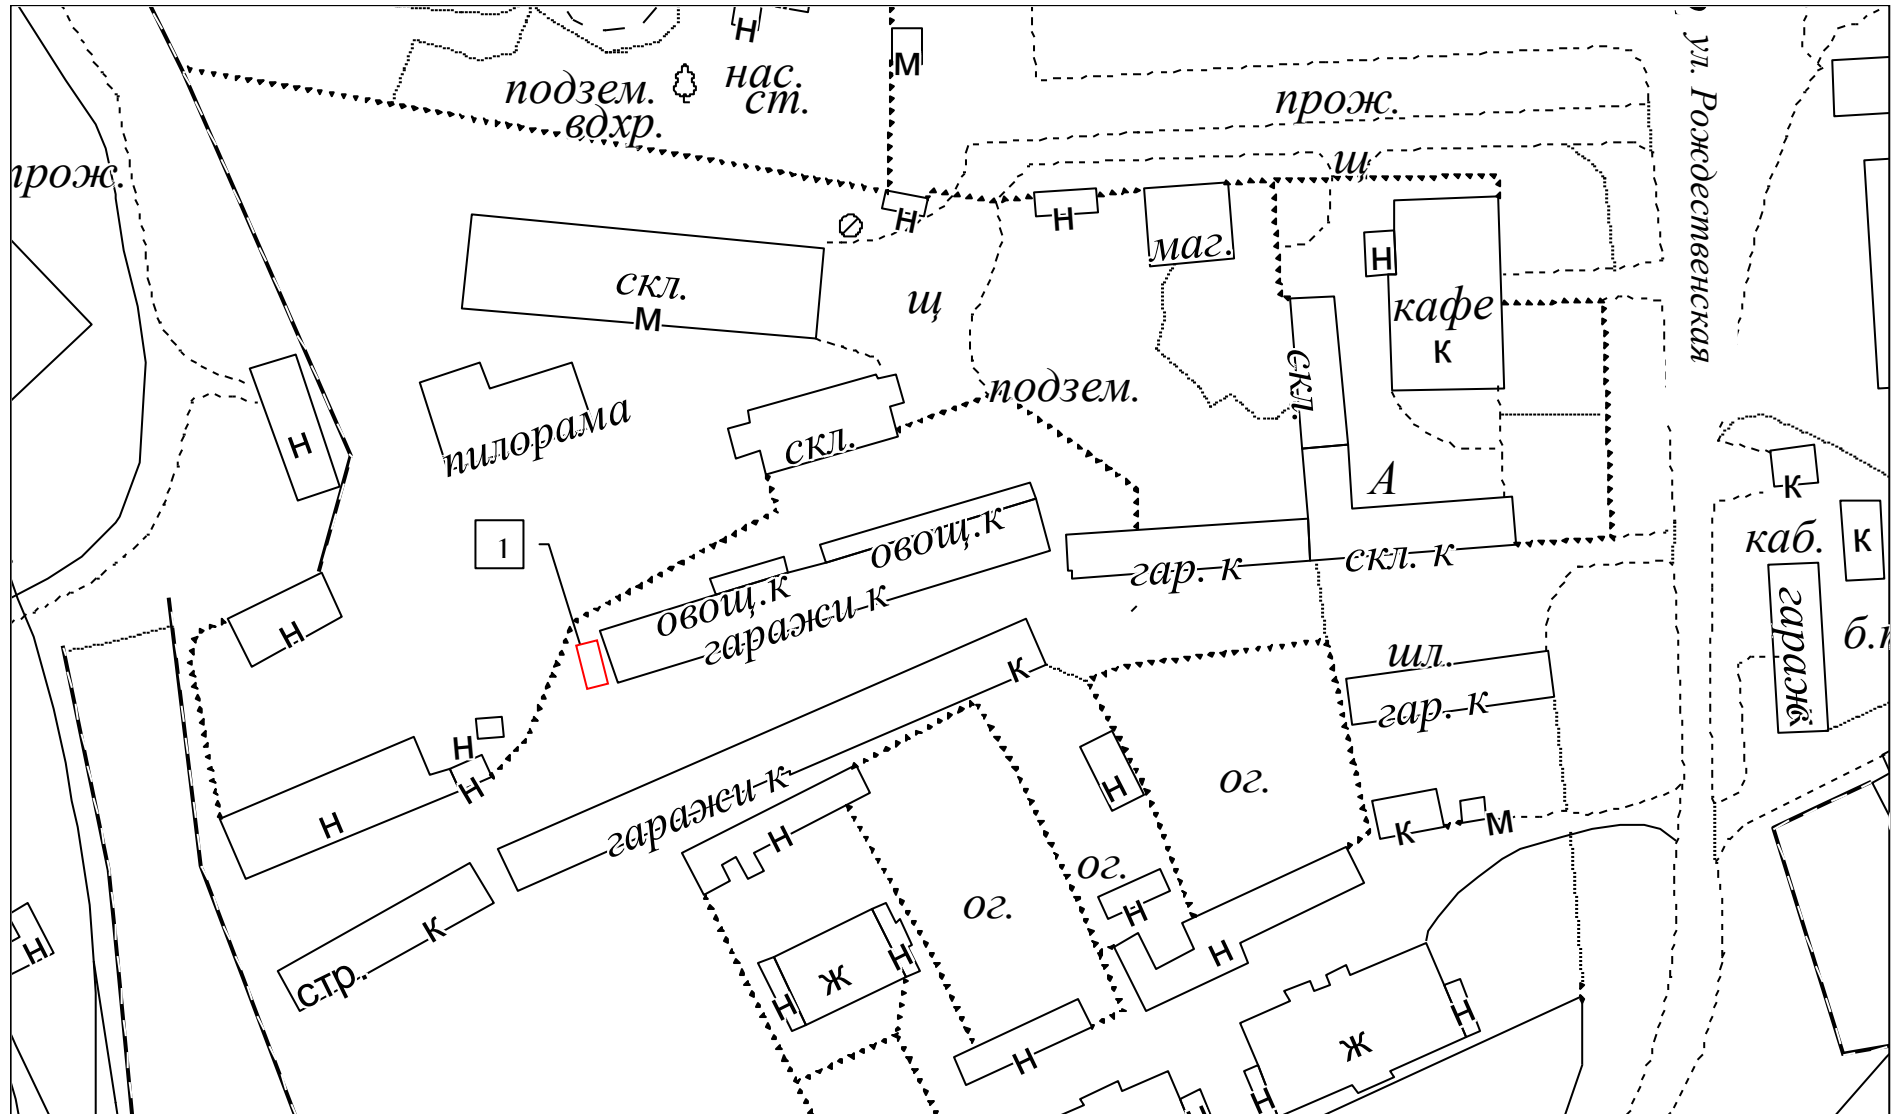 Н
М
нас.
ст.
подзем.
вдхр.
прож.
ул. Рождественская
прож.
щ
Н
Н
маг.
Н
скл.
М
щ
кафе
К
скл.
подзем.
пилорама
скл.
Н
А
К
каб.
К
овощ.к
1
гар. к
скл. к
овощ.к
гаражи к
гараж
К
Н
шл.
К
гар. к
Н
Н
Н
Н
ог.
гаражи к
Н
К
М
ог.
Н
ог.
Н
К
стр.
Н
Н
Ж
Н
Н
Н
Ж
Н
Н
Н